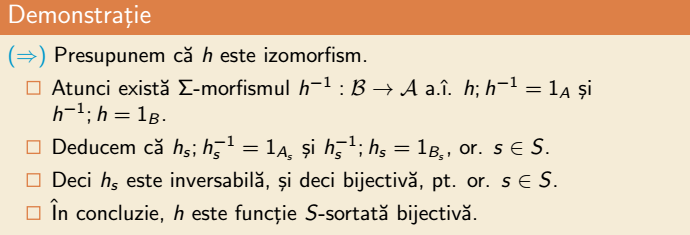 Demonstrație
(⇒) Presupunem că h este izomorfism.
□ Atunci există Σ-morfismul h⁻¹ : ℬ → 𝒜 a.î. h; h⁻¹ = 1_A și
h⁻¹; h = 1_B.
□ Deducem că h_s; h_s⁻¹ = 1_{A_s} și h_s⁻¹; h_s = 1_{B_s}, or. s ∈ S.
□ Deci h_s este inversabilă, și deci bijectivă, pt. or. s ∈ S.
□ În concluzie, h este funcție S-sortată bijectivă.